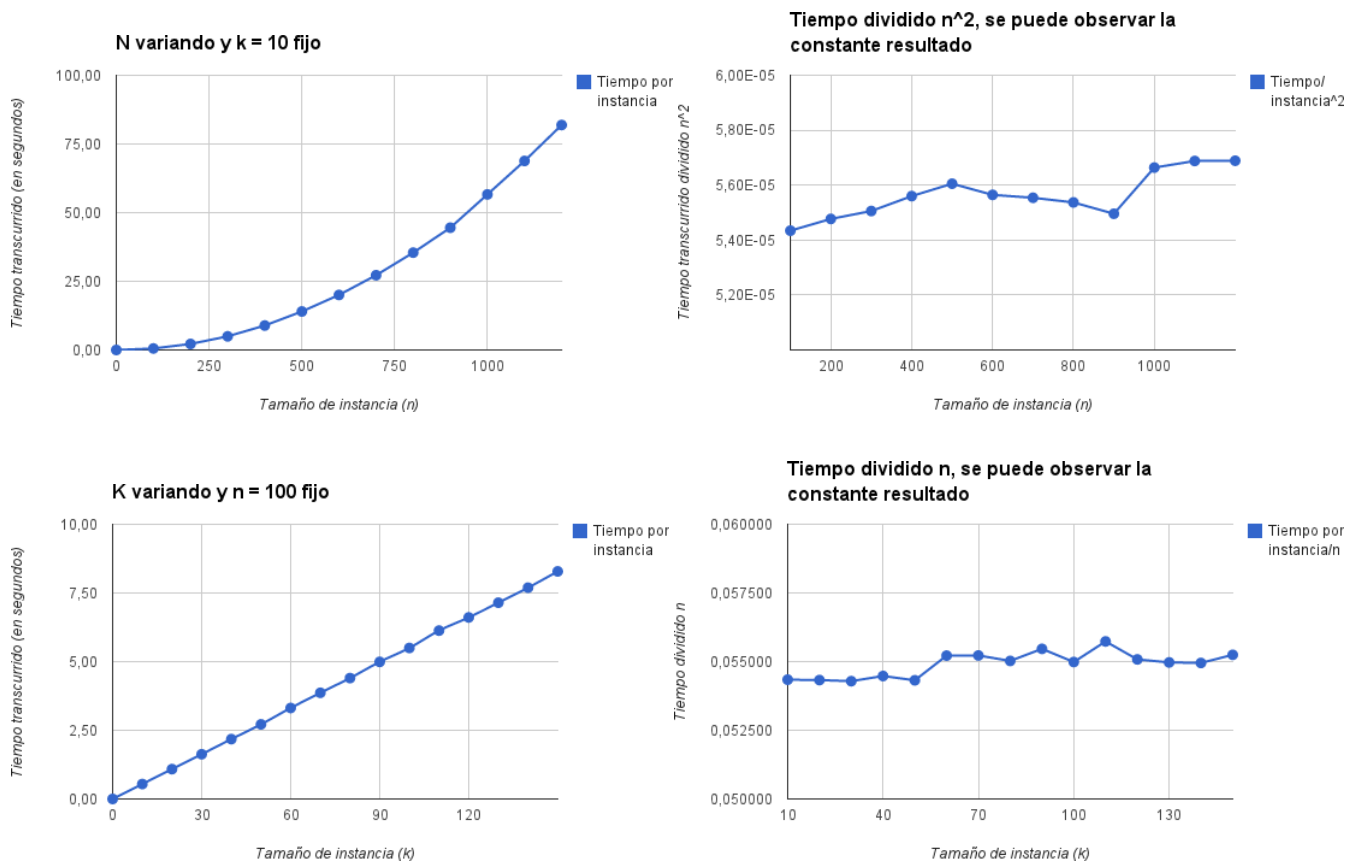 N variando y k = 10 fijo
Tiempo transcurrido (en segundos)
100,00
75,00
50,00
25,00
0,00
0
250
500
750
1000
Tamaño de instancia (n)
Tiempo por
instancia
Tiempo dividido n^2, se puede observar la
constante resultado
Tiempo transcurrido dividido n^2
6,00E-05
5,80E-05
5,60E-05
5,40E-05
5,20E-05
200
400
600
800
1000
Tamaño de instancia (n)
Tiempo/
instancia^2
K variando y n = 100 fijo
Tiempo transcurrido (en segundos)
10,00
7,50
5,00
2,50
0,00
0
30
60
90
120
Tamaño de instancia (k)
Tiempo por
instancia
Tiempo dividido n, se puede observar la
constante resultado
Tiempo dividido n
0,060000
0,057500
0,055000
0,052500
0,050000
10
40
70
100
130
Tamaño de instancia (k)
Tiempo por
instancia/n